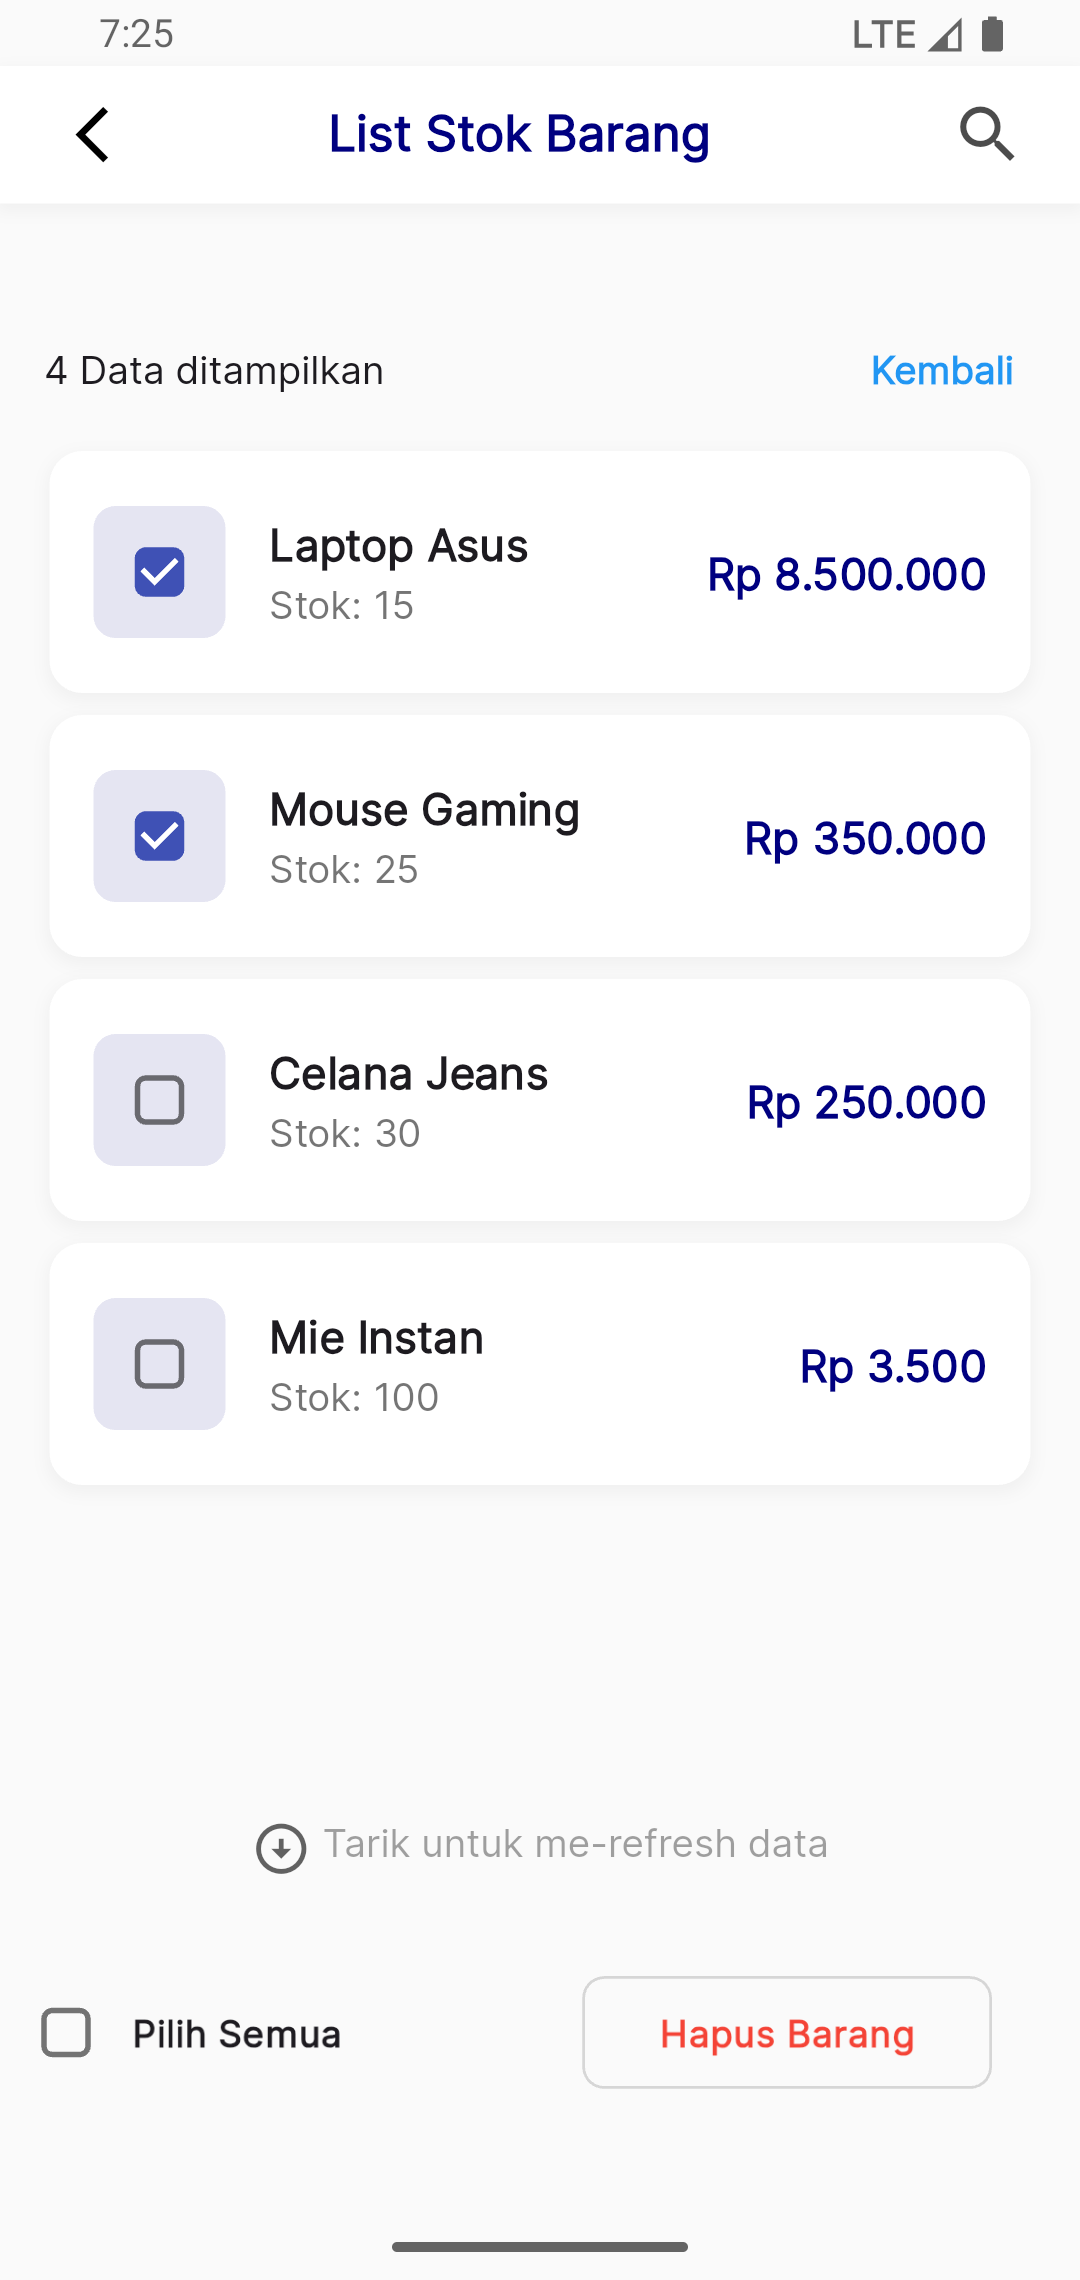 7:25 LTE
List Stok Barang
4 Data ditampilkan Kembali
Laptop Asus
Stok: 15
Rp 8.500.000
Mouse Gaming
Stok: 25
Rp 350.000
Celana Jeans
Stok: 30
Rp 250.000
Mie Instan
Stok: 100
Rp 3.500
Tarik untuk me-refresh data
Pilih Semua Hapus Barang